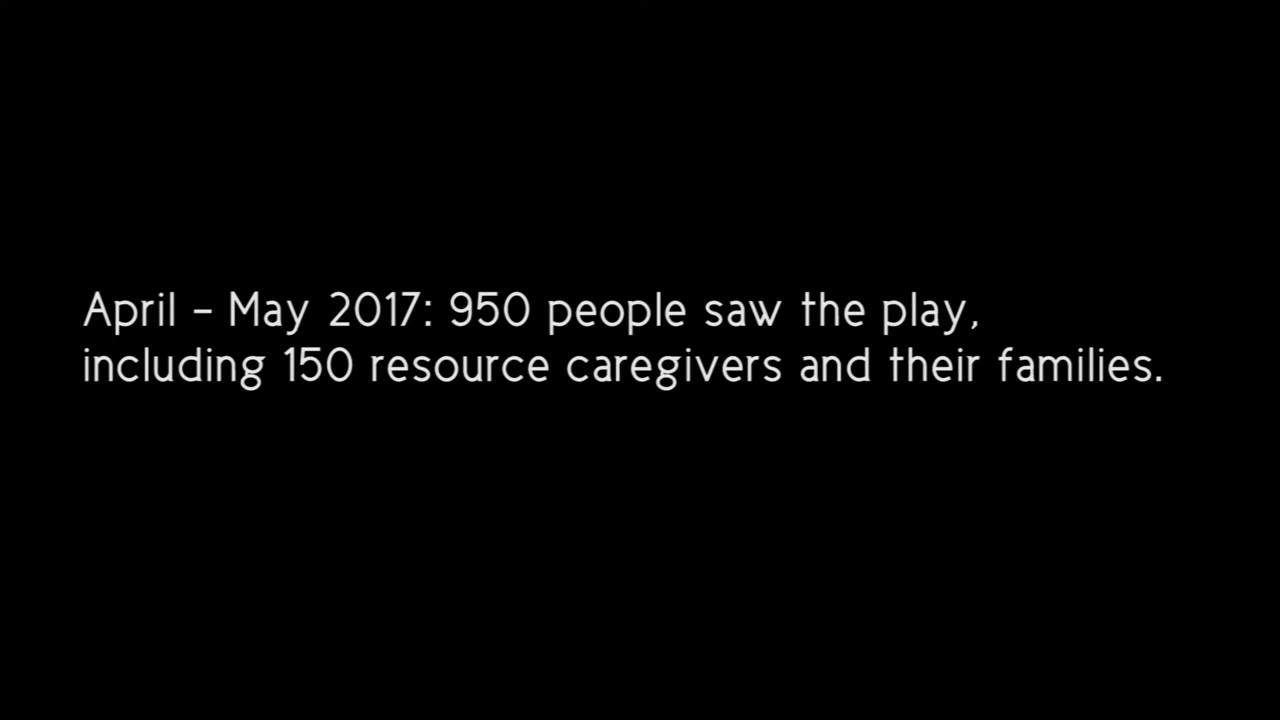 April – May 2017: 950 people saw the play,
including 150 resource caregivers and their families.